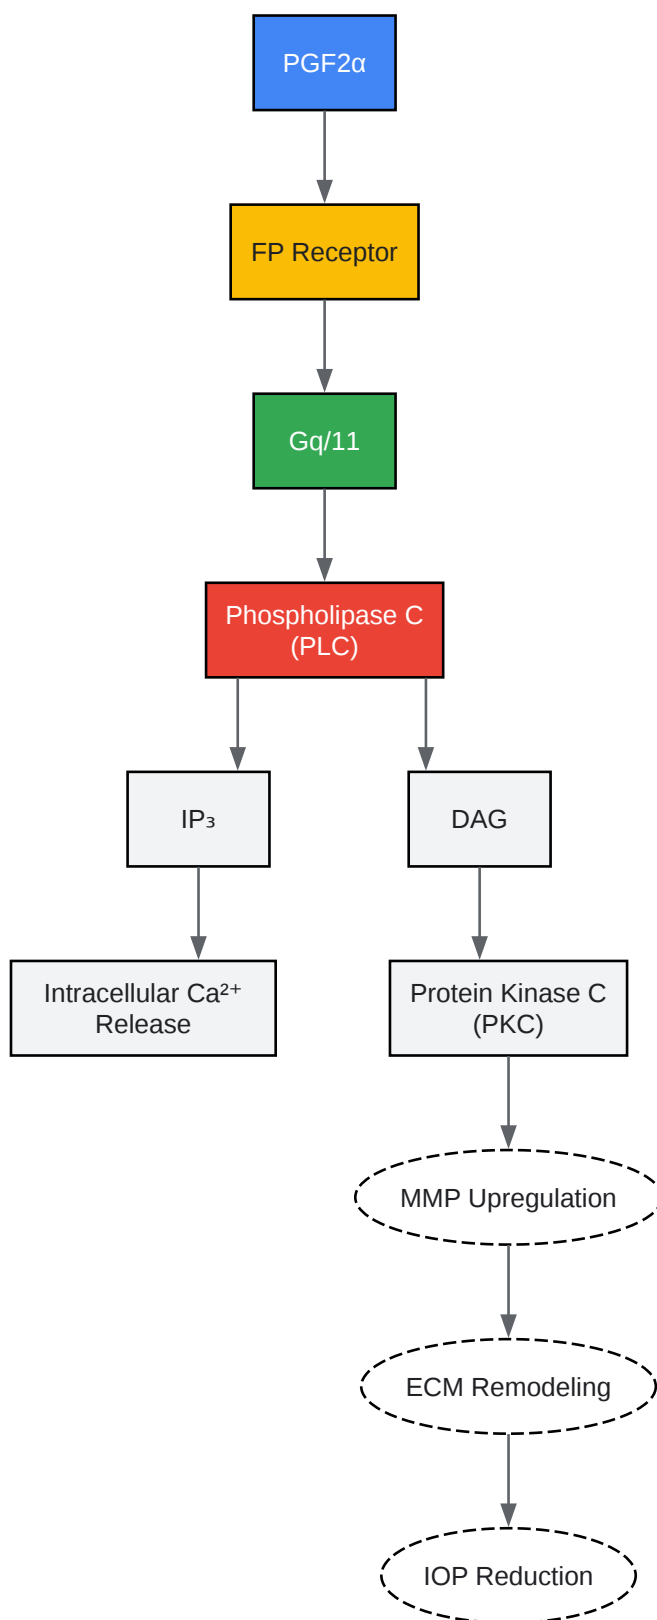 PGF2α
FP Receptor
Gq/11
Phospholipase C
(PLC)
IP₃
DAG
Intracellular Ca²⁺
Release
Protein Kinase C
(PKC)
MMP Upregulation
ECM Remodeling
IOP Reduction